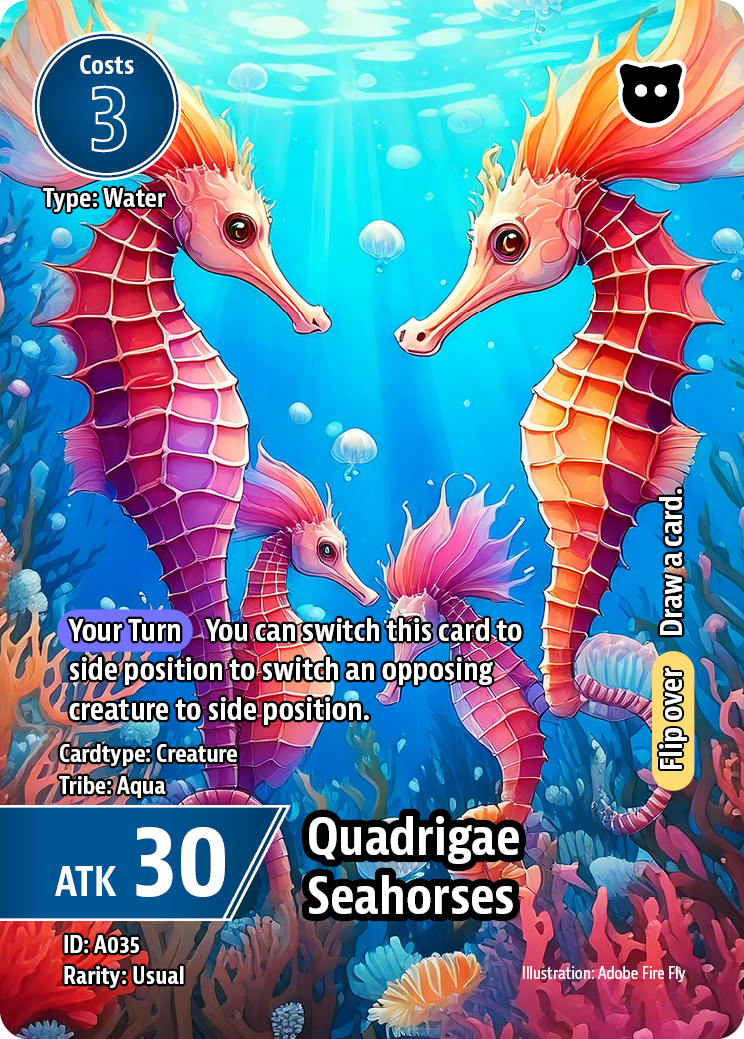 Costs
3
Type: Water
Your Turn You can switch this card to
side position to switch an opposing
creature to side position.
Flip over Draw a card.
Cardtype: Creature
Tribe: Aqua
ATK 30
Quadrigae
Seahorses
ID: A035
Rarity: Usual
Illustration: Adobe Fire Fly